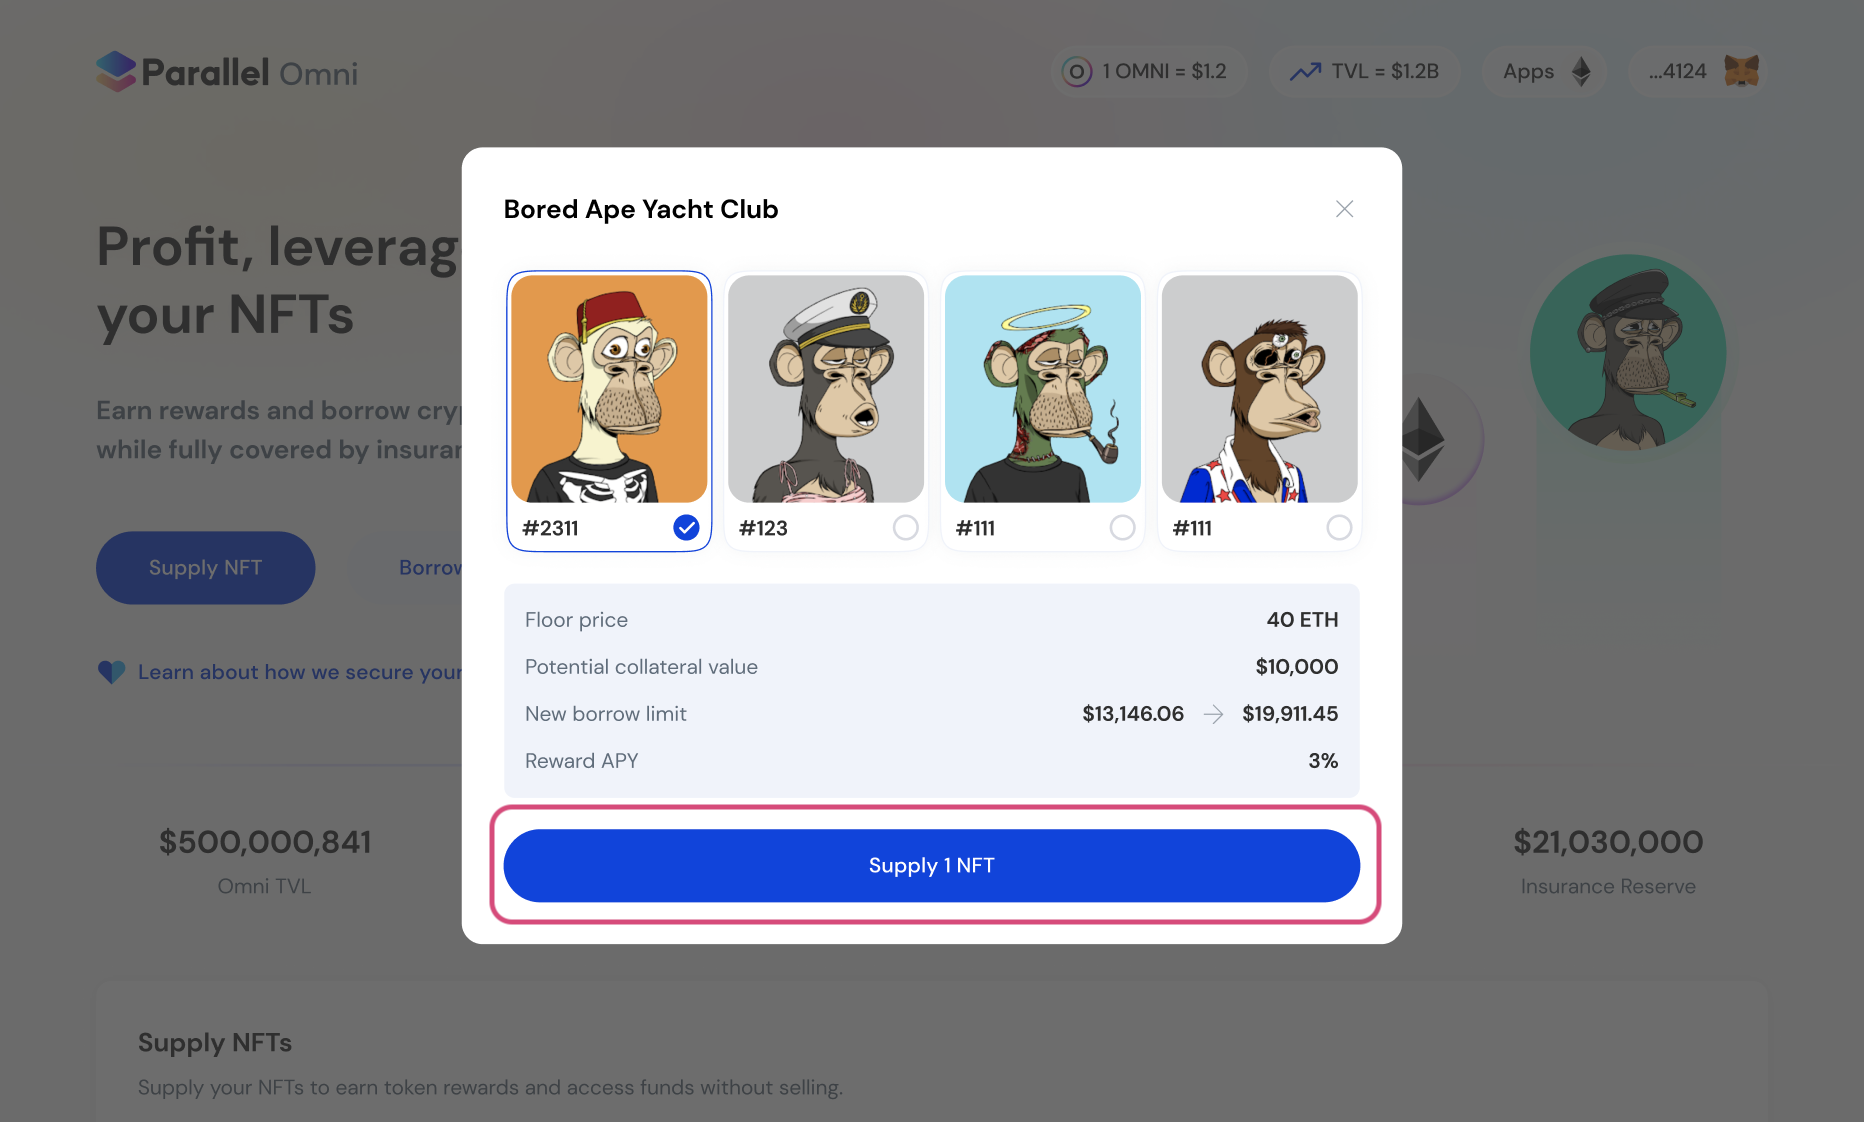 Parallel Omni
1 OMNI = $1.2
TVL = $1.2B
Apps
...4124
Bored Ape Yacht Club
Profit, leverag
your NFTs
Earn rewards and borrow cryp
while fully covered by insuran
#2311
#123
#111
#111
Supply NFT
Borrow
Floor price
40 ETH
Potential collateral value
$10,000
New borrow limit
$13,146.06 → $19,911.45
Reward APY
3%
Learn about how we secure your
Supply 1 NFT
$500,000,841
Omni TVL
$21,030,000
Insurance Reserve
Supply NFTs
Supply your NFTs to earn token rewards and access funds without selling.